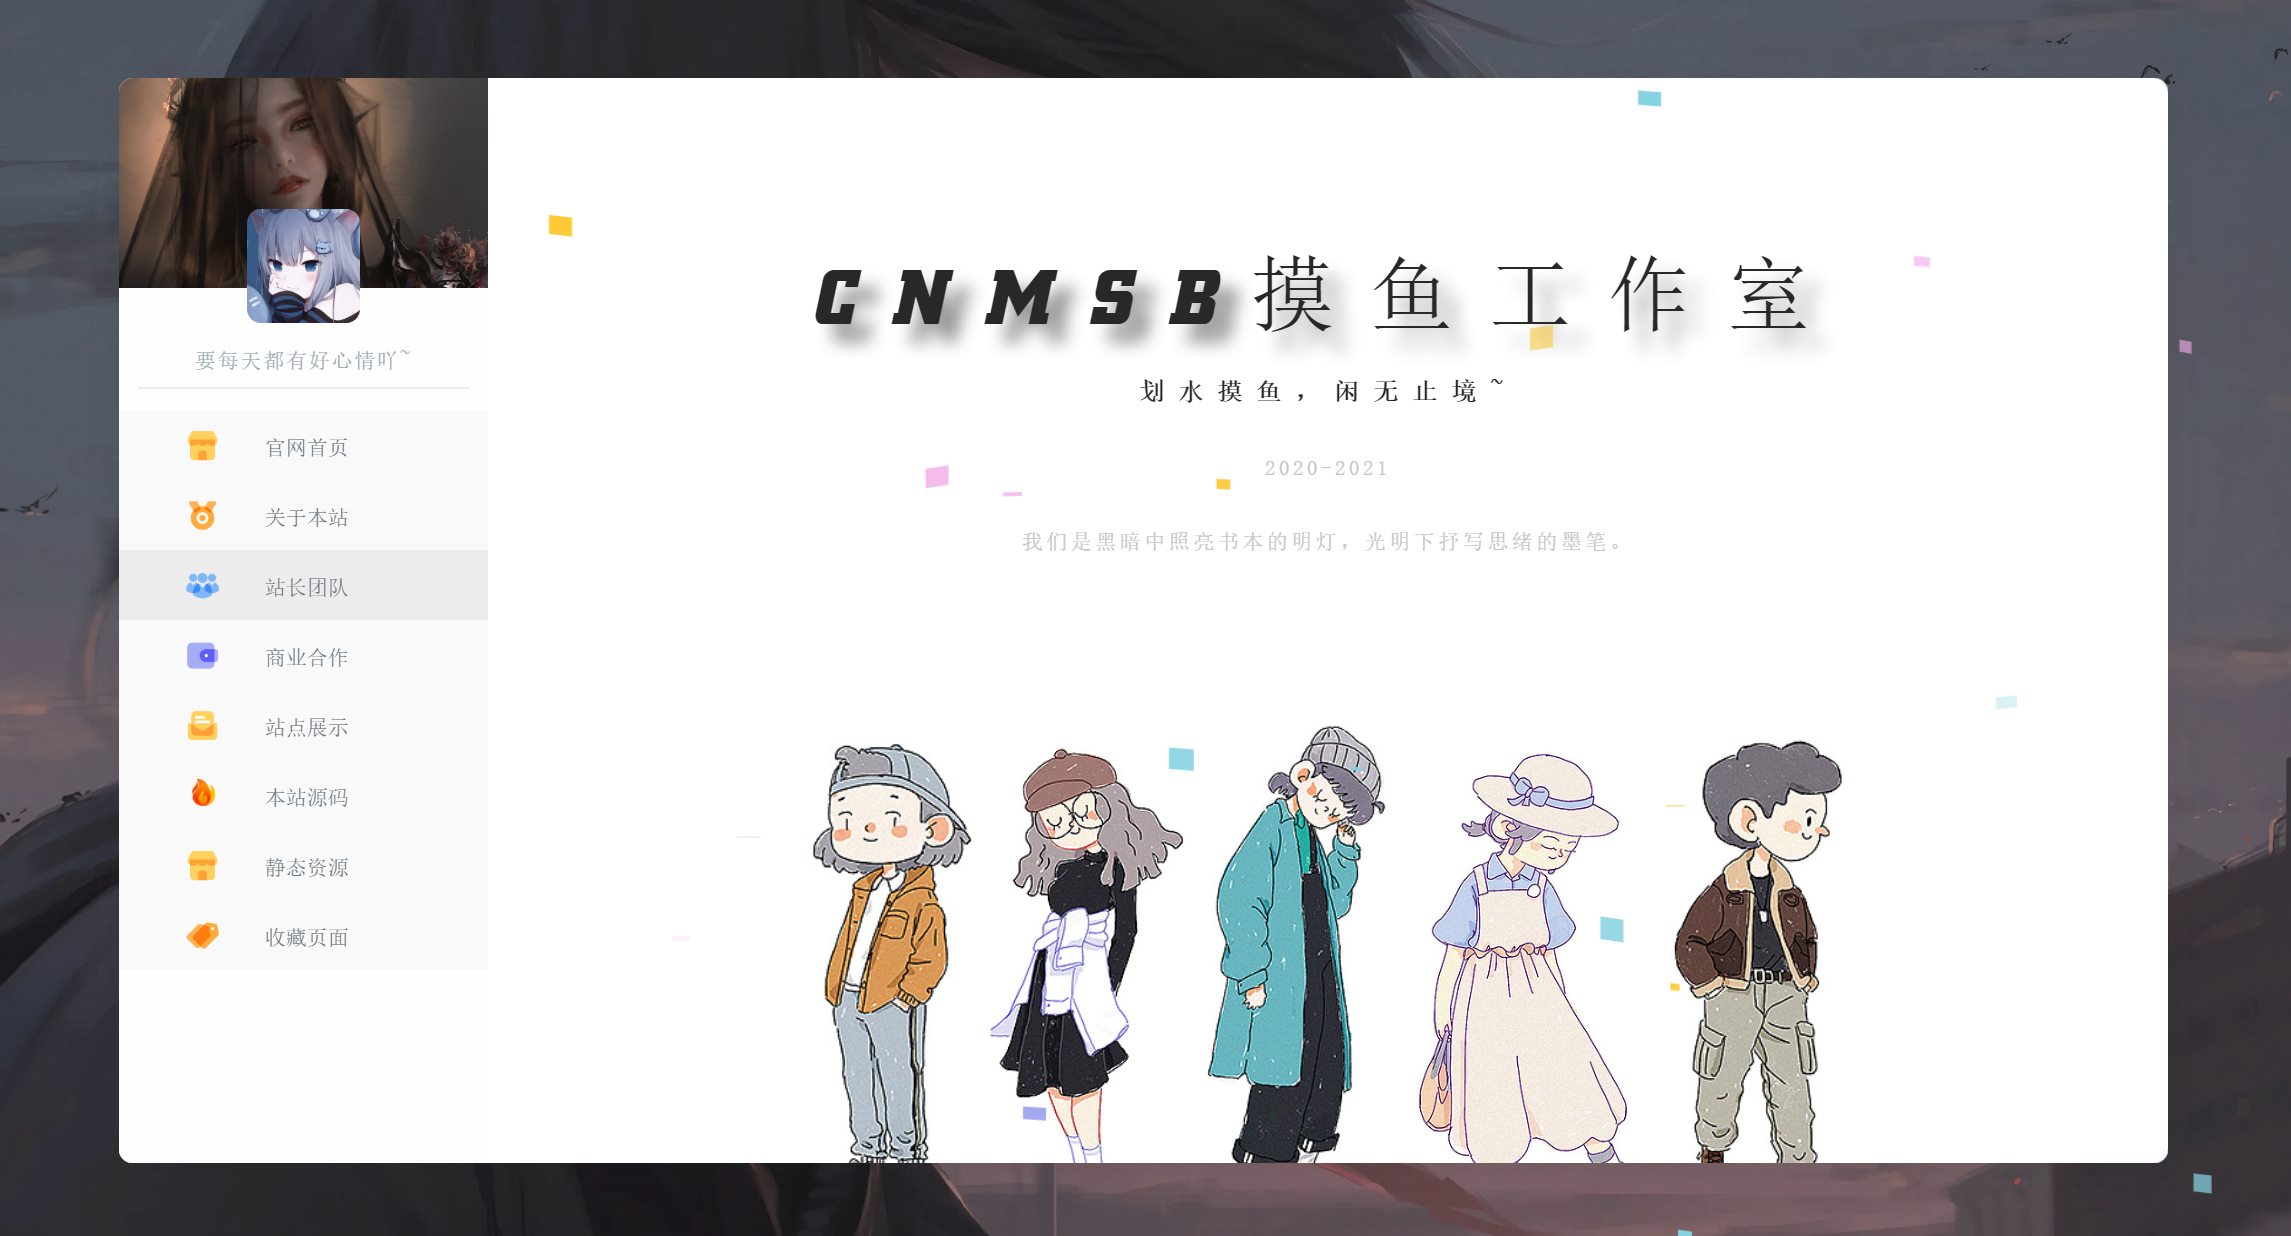 要每天都有好心情吖~
官网首页
关于本站
站长团队
商业合作
站点展示
本站源码
静态资源
收藏页面
CNMSB摸鱼工作室
划水摸鱼，闲无止境~
2020-2021
我们是黑暗中照亮书本的明灯，光明下抒写思绪的墨笔。